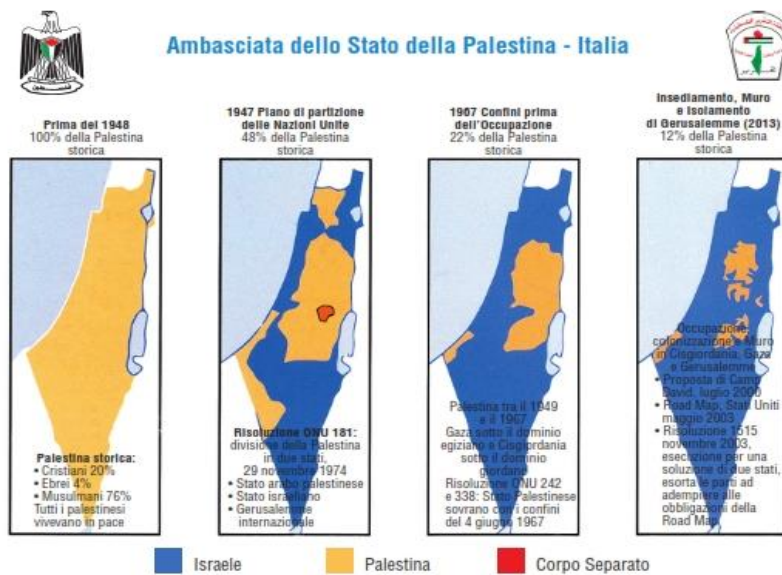 Ambasciata dello Stato della Palestina - Italia
Prima del 1948
100% della Palestina
storica
Palestina storica:
• Cristiani 20%
• Ebrei 4%
• Musulmani 76%
Tutti i palestinesi
vivevano in pace
1947 Piano di partizione
delle Nazioni Unite
48% della Palestina
storica
Risoluzione ONU 181:
divisione della Palestina
in due stati,
29 novembre 1974
• Stato arabo palestinese
• Stato israeliano
• Gerusalemme
internazionale
1967 Confini prima
dell'Occupazione
22% della Palestina
storica
Palestina tra il 1949
e il 1967
Gaza sotto il dominio
egiziano e Cisgiordania
sotto il dominio
giordano
Risoluzione ONU 242
e 338: Stato Palestinese
sovrano con i confini
del 4 giugno 1967
Insediamento, Muro
e Isolamento
di Gerusalemme (2013)
12% della Palestina
storica
Occupazione,
colonizzazione e Muro
in Cisgiordania, Gaza
e Gerusalemme
• Proposta di Camp
David, luglio 2000
• Road Map, Stati Uniti
maggio 2003
• Risoluzione 1515
novembre 2003,
esecuzione per una
soluzione di due stati,
esorta le parti ad
adempiere alle
obbligazioni della
Road Map
Israele
Palestina
Corpo Separato